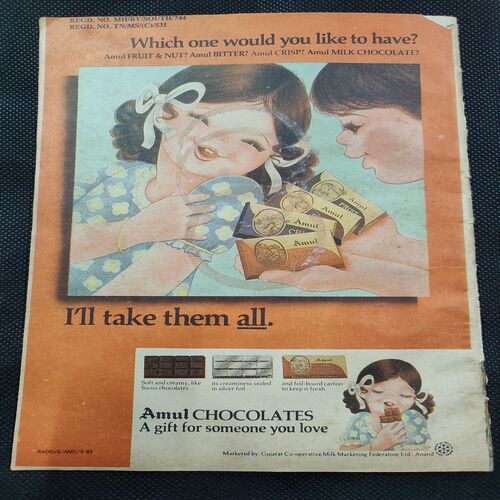 REGD. NO. MH/BY/SOUTH/744
REGD. NO. TN/MS/(C)/531
Which one would you like to have?
Amul FRUIT & NUT? Amul BITTER? Amul CRISP? Amul MILK CHOCOLATE?
Amul
Amul
Amul
I'll take them all.
Amul
Soft and creamy, like
Swiss chocolates...
its creaminess sealed
in silver foil...
and foil-board carton
to keep it fresh.
Amul CHOCOLATES
A gift for someone you love
RADEUS/AMC/3-83
Marketed by: Gujarat Co-operative Milk Marketing Federation Ltd., Anand